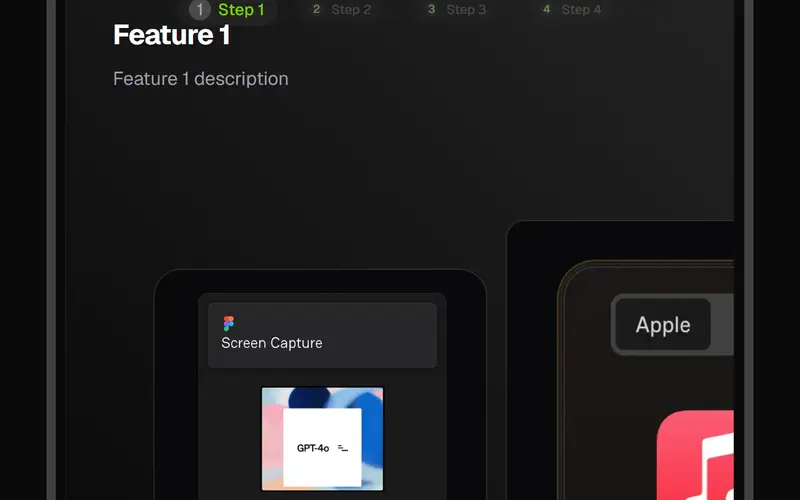 1 Step 1
2 Step 2
3 Step 3
4 Step 4
Feature 1
Feature 1 description
Screen Capture
GPT-4o
Apple